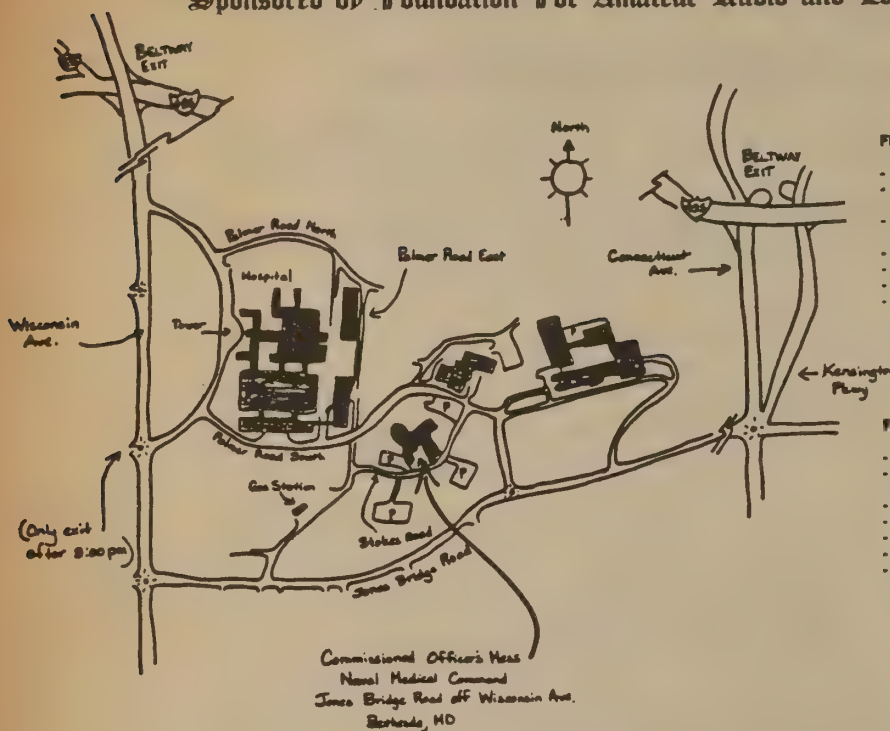 Sponsored by Foundation For Amateur Radio and
BELTWAY
EXIT
North
BELTWAY
EXIT
Palmer Road North
Palmer Road East
Connecticut
Ave.
Hospital
Wisconsin
Ave.
Tower
Kensington
Pkwy
Palmer Road South
Gas Station
P
P
P
P
P
(Only exit
after 8:00 pm)
Stokes Road
Jones Bridge Road
Commissioned Officer's Mess
Naval Medical Command
Jones Bridge Road off Wisconsin Ave.
Bethesda, MD